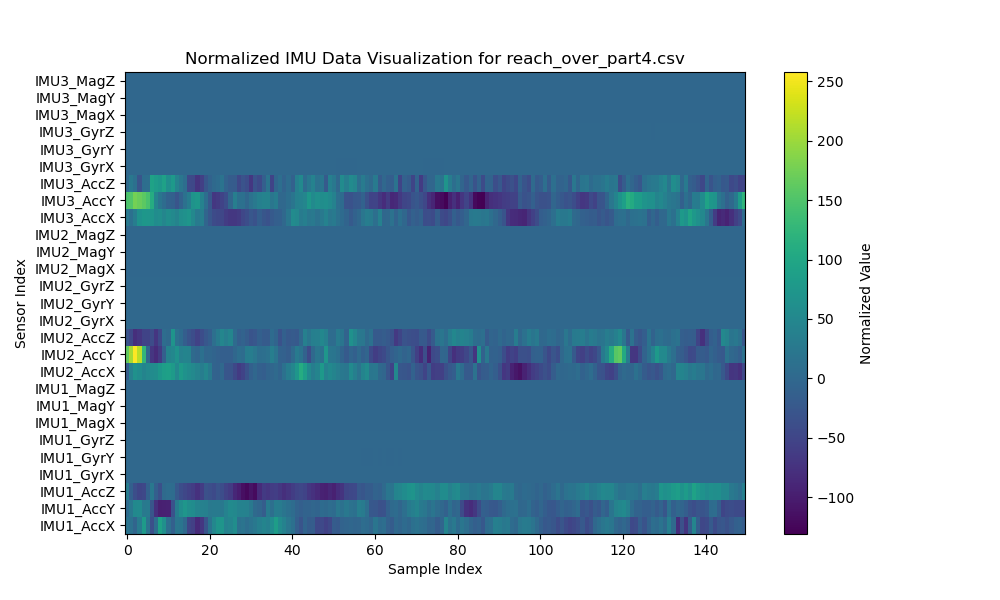 Normalized IMU Data Visualization for reach_over_part4.csv
IMU3_MagZ
IMU3_MagY
IMU3_MagX
IMU3_GyrZ
IMU3_GyrY
IMU3_GyrX
IMU3_AccZ
IMU3_AccY
IMU3_AccX
IMU2_MagZ
IMU2_MagY
IMU2_MagX
IMU2_GyrZ
IMU2_GyrY
IMU2_GyrX
IMU2_AccZ
IMU2_AccY
IMU2_AccX
IMU1_MagZ
IMU1_MagY
IMU1_MagX
IMU1_GyrZ
IMU1_GyrY
IMU1_GyrX
IMU1_AccZ
IMU1_AccY
IMU1_AccX
Sensor Index
0 20 40 60 80 100 120 140
Sample Index
250
200
150
100
50
0
−50
−100
Normalized Value